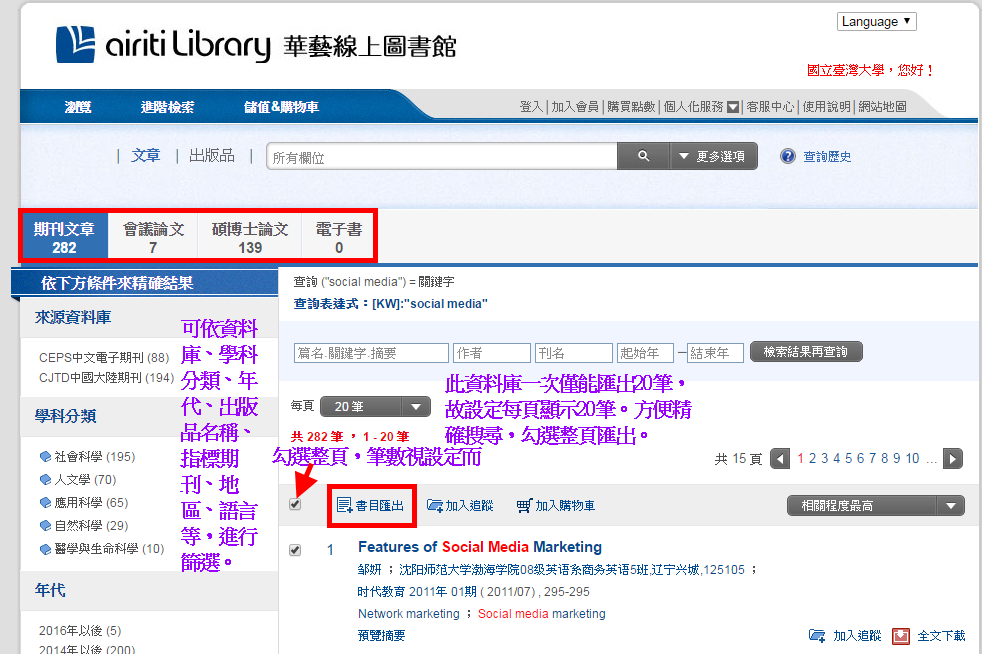 Language
airiti Library 華藝線上圖書館
國立臺灣大學，您好！
瀏覽 進階檢索 儲值&購物車
登入|加入會員|購買點數|個人化服務|客服中心|使用說明|網站地圖
| 文章 | 出版品 | 所有欄位 更多選項 ? 查詢歷史
期刊文章 會議論文 碩博士論文 電子書
282 7 139 0
依下方條件來精確結果
來源資料庫
CEPS中文電子期刊 (88)
CJTD中國大陸期刊 (194)
學科分類
社會科學 (195)
人文學 (70)
應用科學 (65)
自然科學 (29)
醫學與生命科學 (10)
年代
2016年以後 (5)
2014年以後 (200)
可依資料
庫、學科
分類、年
代、出版
品名稱、
指標期
刊、地
區、語言
等，進行
篩選。
查詢 ("social media") = 關鍵字
查詢表達式：[KW]:"social media"
篇名.關鍵字.摘要 作者 刊名 起始年 — 結束年 檢索結果再查詢
每頁 20 筆
此資料庫一次僅能匯出20筆，
故設定每頁顯示20筆。方便精
確搜尋，勾選整頁匯出。
共 282 筆 ， 1 - 20 筆
勾選整頁，筆數視設定而
共 15 頁 1 2 3 4 5 6 7 8 9 10 ...
書目匯出 加入追蹤 加入購物車 相關程度最高
1 Features of Social Media Marketing
邹妍 ； 沈阳师范大学渤海学院08级英语系商务英语5班,辽宁兴城,125105 ；
时代教育 2011年 01期 ( 2011/07) , 295-295
Network marketing ； Social media marketing
預覽摘要
加入追蹤 全文下載